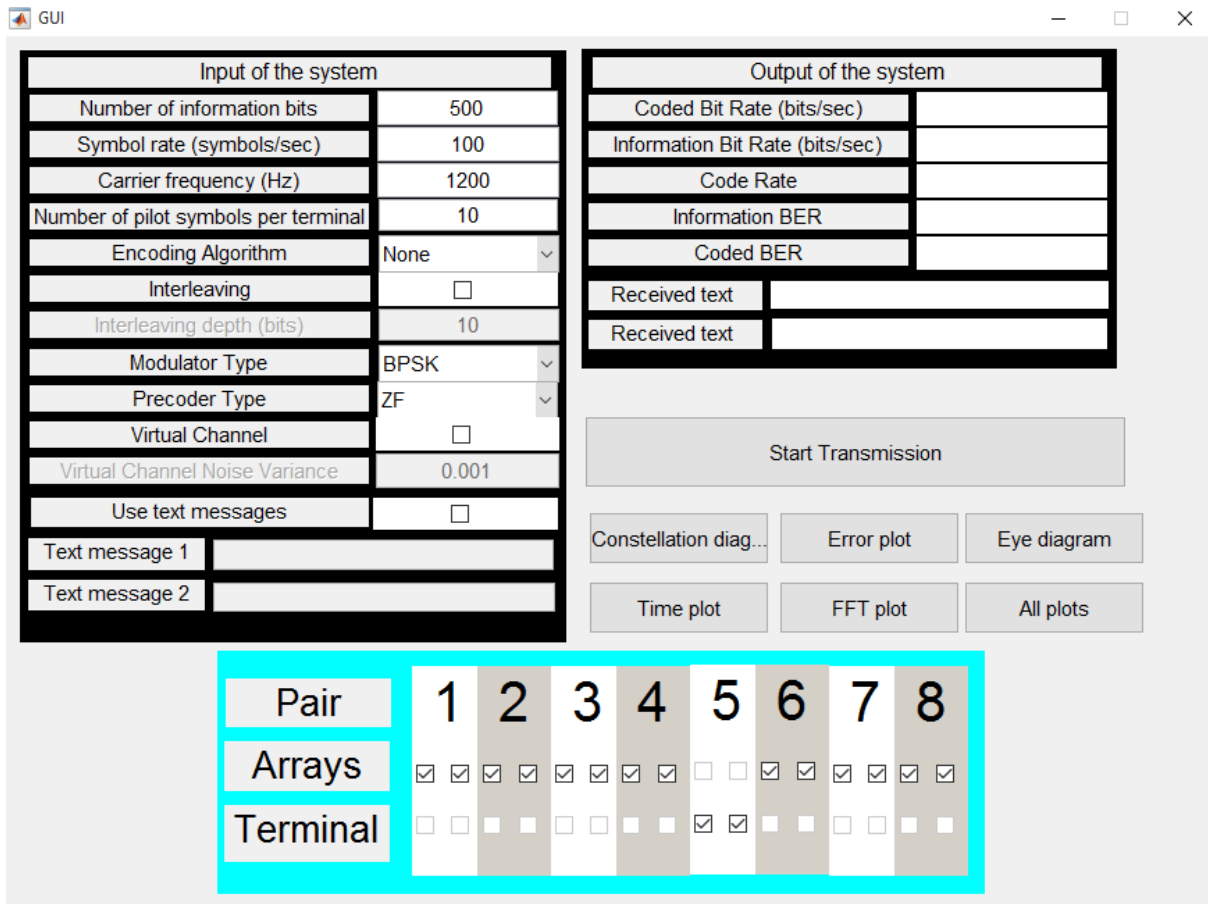 GUI
Input of the system
Number of information bits 500
Symbol rate (symbols/sec) 100
Carrier frequency (Hz) 1200
Number of pilot symbols per terminal 10
Encoding Algorithm None
Interleaving
Interleaving depth (bits) 10
Modulator Type BPSK
Precoder Type ZF
Virtual Channel
Virtual Channel Noise Variance 0.001
Use text messages
Text message 1
Text message 2
Output of the system
Coded Bit Rate (bits/sec)
Information Bit Rate (bits/sec)
Code Rate
Information BER
Coded BER
Received text
Received text
Start Transmission
Constellation diag... Error plot Eye diagram
Time plot FFT plot All plots
Pair 1 2 3 4 5 6 7 8
Arrays
Terminal